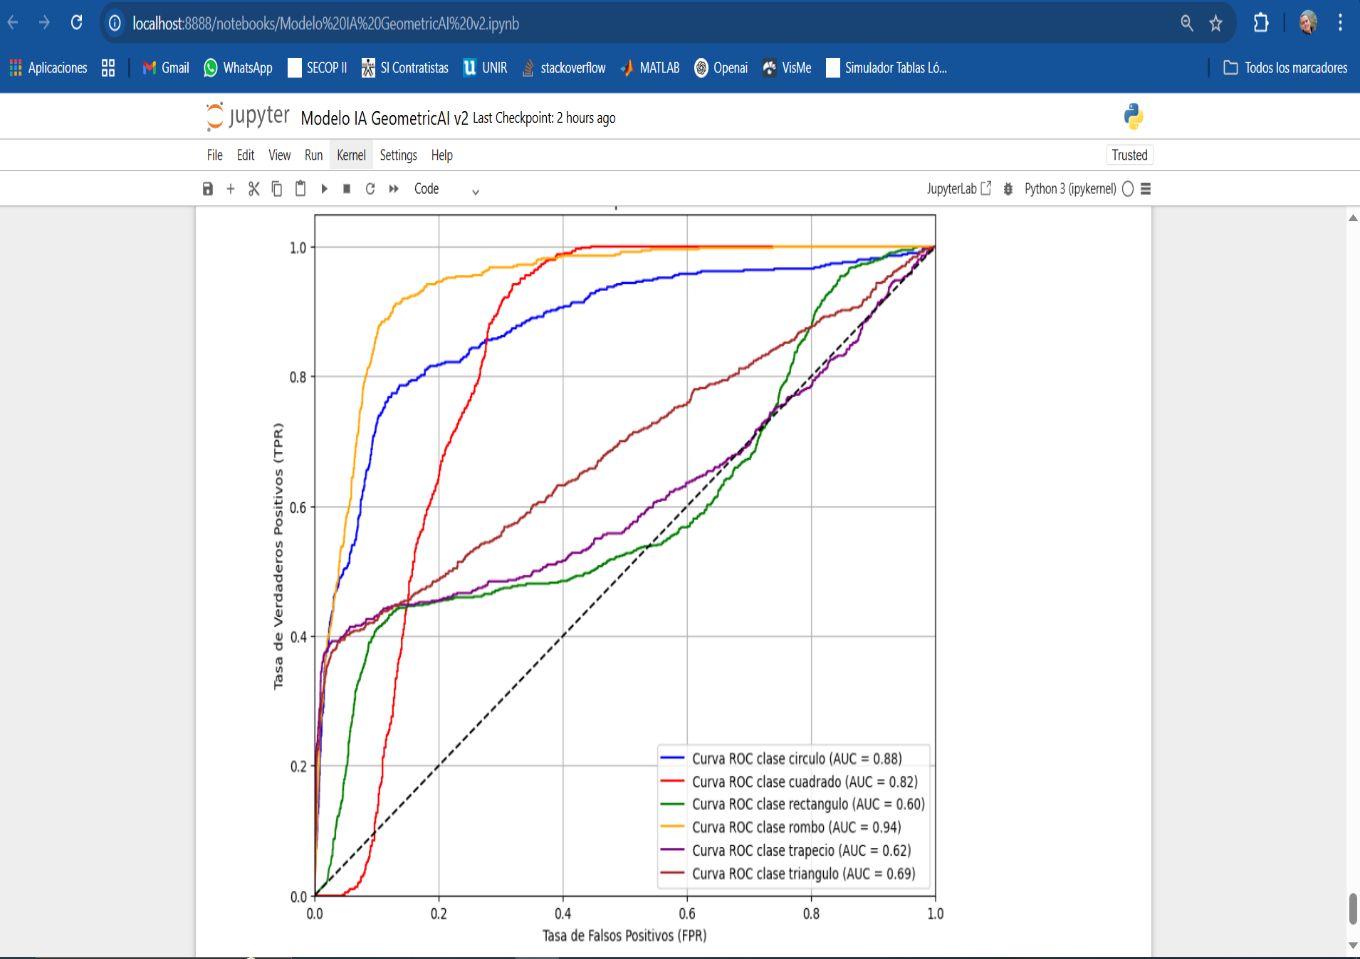 localhost:8888/notebooks/Modelo%20IA%20GeometricAI%20v2.ipynb
Aplicaciones Gmail WhatsApp SECOP II SI Contratistas UNIR stackoverflow MATLAB Openai VisMe Simulador Tablas Ló... Todos los marcadores
jupyter Modelo IA GeometricAI v2 Last Checkpoint: 2 hours ago
File Edit View Run Kernel Settings Help Trusted
Code JupyterLab Python 3 (ipykernel)
1.0
0.8
0.6
0.4
0.2
0.0
Tasa de Verdaderos Positivos (TPR)
Curva ROC clase circulo (AUC = 0.88)
Curva ROC clase cuadrado (AUC = 0.82)
Curva ROC clase rectangulo (AUC = 0.60)
Curva ROC clase rombo (AUC = 0.94)
Curva ROC clase trapecio (AUC = 0.62)
Curva ROC clase triangulo (AUC = 0.69)
0.0 0.2 0.4 0.6 0.8 1.0
Tasa de Falsos Positivos (FPR)